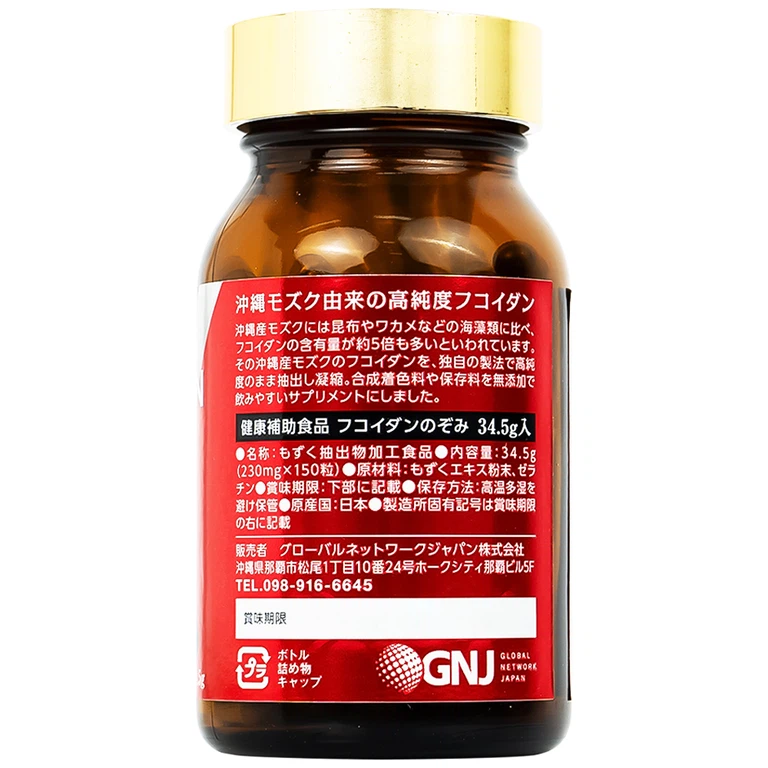 沖縄モズク由来の高純度フコイダン
沖縄産モズクには昆布やワカメなどの海藻類に比べ、
フコイダンの含有量が約5倍も多いといわれています。
その沖縄産モズクのフコイダンを、独自の製法で高純
度のまま抽出し凝縮。合成着色料や保存料を無添加で
飲みやすいサプリメントにしました。
健康補助食品 フコイダンのぞみ 34.5g入
●名称:もずく抽出物加工食品●内容量:34.5g
(230mg×150粒)●原材料:もずくエキス粉末、ゼラ
チン●賞味期限:下部に記載●保存方法:高温多湿を
避け保管●原産国:日本●製造所固有記号は賞味期限
の右に記載
販売者 グローバルネットワークジャパン株式会社
沖縄県那覇市松尾1丁目10番24号ホークシティ那覇ビル5F
TEL.098-916-6645
賞味期限
プラ
ボトル
詰め物
キャップ
GNJ
GLOBAL
NETWORK
JAPAN